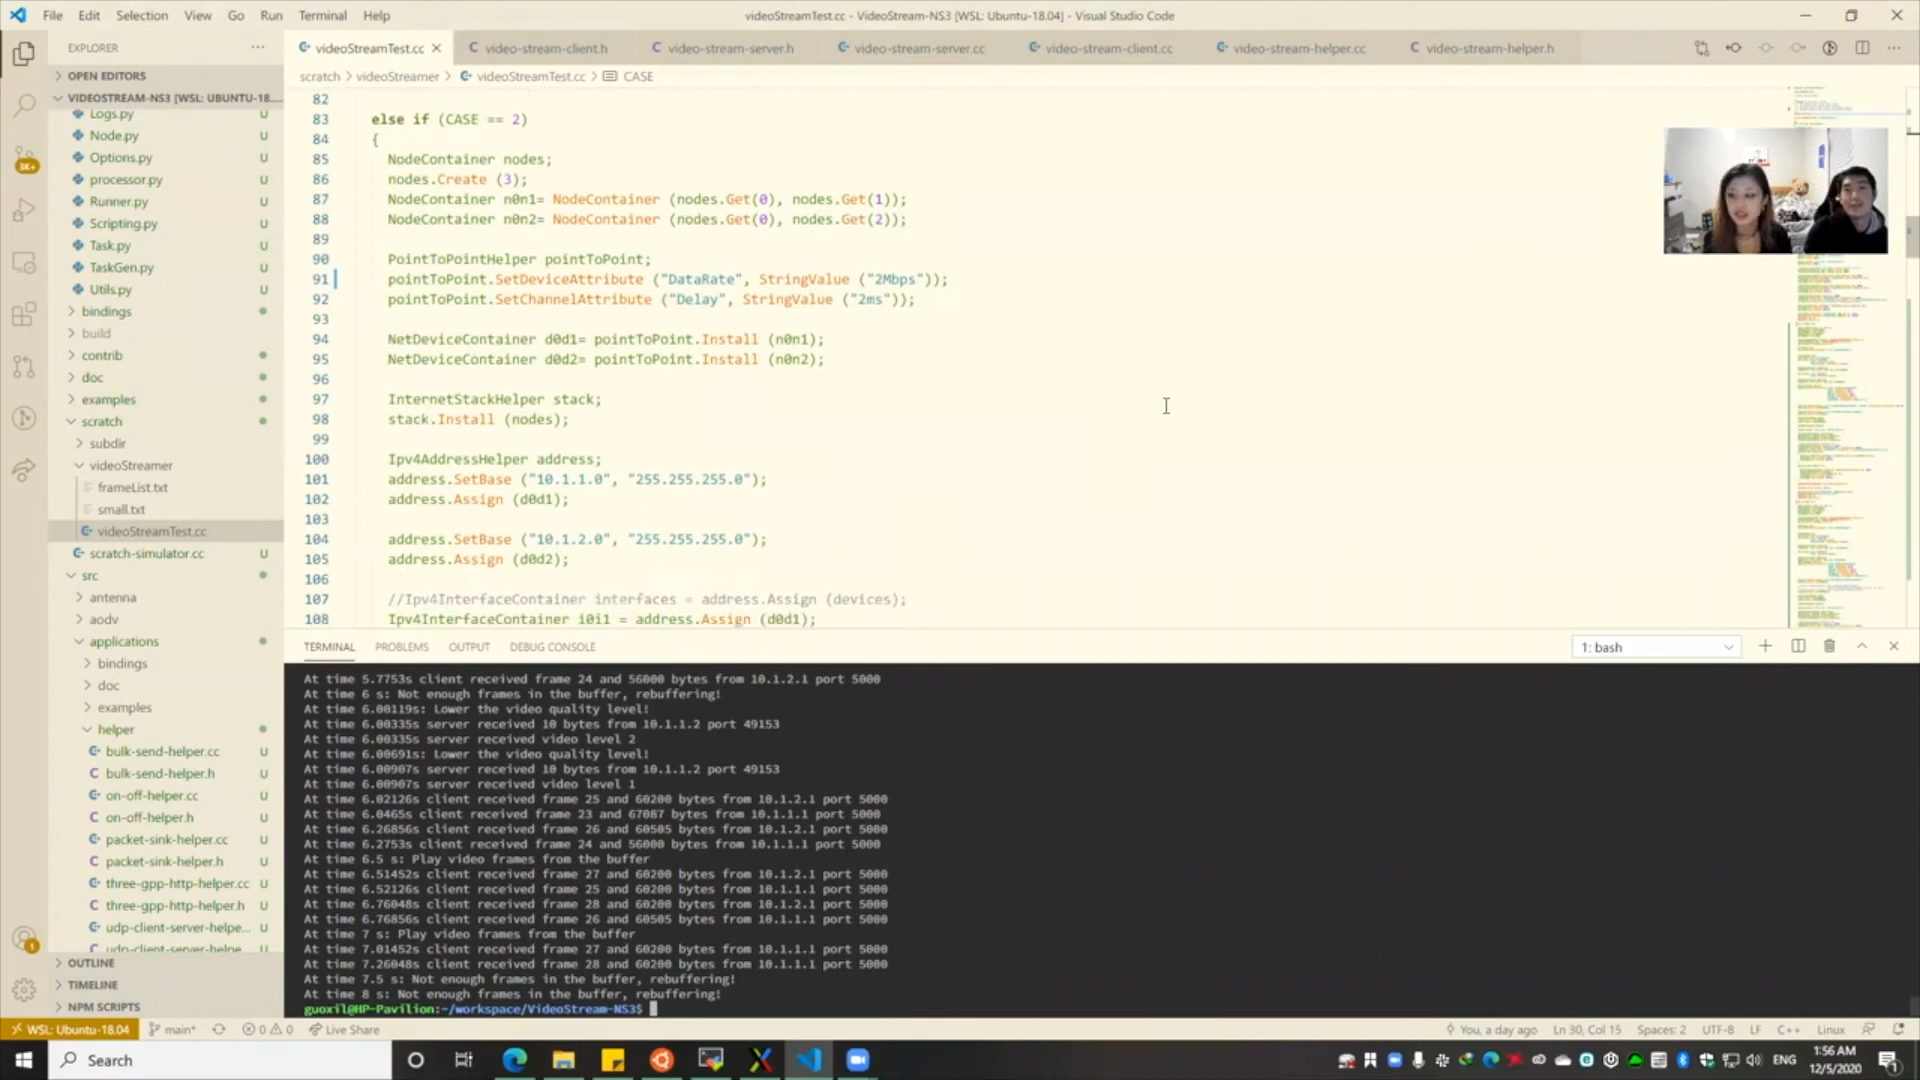 File Edit Selection View Go Run Terminal Help
videoStreamTest.cc - VideoStream-NS3 [WSL: Ubuntu-18.04] - Visual Studio Code
EXPLORER
videoStreamTest.cc video-stream-client.h video-stream-server.h video-stream-server.cc video-stream-client.cc video-stream-helper.cc video-stream-helper.h
scratch > videoStreamer > videoStreamTest.cc > CASE
OPEN EDITORS
VIDEOSTREAM-NS3 [WSL: UBUNTU-18....
Logs.py U
Node.py U
Options.py U
processor.py U
Runner.py U
Scripting.py U
Task.py U
TaskGen.py U
Utils.py U
bindings
build
contrib
doc
examples
scratch
subdir
videoStreamer
frameList.txt
small.txt
videoStreamTest.cc
scratch-simulator.cc U
src
antenna
aodv
applications
bindings
doc
examples
helper
bulk-send-helper.cc U
bulk-send-helper.h U
on-off-helper.cc U
on-off-helper.h U
packet-sink-helper.cc U
packet-sink-helper.h U
three-gpp-http-helper.cc U
three-gpp-http-helper.h U
udp-client-server-helpe... U
udp-client-server-helpe... U
OUTLINE
TIMELINE
NPM SCRIPTS
5K+
1
82
83 else if (CASE == 2)
84 {
85 NodeContainer nodes;
86 nodes.Create (3);
87 NodeContainer n0n1= NodeContainer (nodes.Get(0), nodes.Get(1));
88 NodeContainer n0n2= NodeContainer (nodes.Get(0), nodes.Get(2));
89
90 PointToPointHelper pointToPoint;
91 pointToPoint.SetDeviceAttribute ("DataRate", StringValue ("2Mbps"));
92 pointToPoint.SetChannelAttribute ("Delay", StringValue ("2ms"));
93
94 NetDeviceContainer d0d1= pointToPoint.Install (n0n1);
95 NetDeviceContainer d0d2= pointToPoint.Install (n0n2);
96
97 InternetStackHelper stack;
98 stack.Install (nodes);
99
100 Ipv4AddressHelper address;
101 address.SetBase ("10.1.1.0", "255.255.255.0");
102 address.Assign (d0d1);
103
104 address.SetBase ("10.1.2.0", "255.255.255.0");
105 address.Assign (d0d2);
106
107 //Ipv4InterfaceContainer interfaces = address.Assign (devices);
108 Ipv4InterfaceContainer i0i1 = address.Assign (d0d1);
TERMINAL PROBLEMS OUTPUT DEBUG CONSOLE
1: bash
At time 5.7753s client received frame 24 and 56000 bytes from 10.1.2.1 port 5000
At time 6 s: Not enough frames in the buffer, rebuffering!
At time 6.00119s: Lower the video quality level!
At time 6.00335s server received 10 bytes from 10.1.1.2 port 49153
At time 6.00335s server received video level 2
At time 6.00691s: Lower the video quality level!
At time 6.00907s server received 10 bytes from 10.1.1.2 port 49153
At time 6.00907s server received video level 1
At time 6.02126s client received frame 25 and 60200 bytes from 10.1.2.1 port 5000
At time 6.0465s client received frame 23 and 67087 bytes from 10.1.1.1 port 5000
At time 6.26856s client received frame 26 and 60505 bytes from 10.1.2.1 port 5000
At time 6.2753s client received frame 24 and 56000 bytes from 10.1.1.1 port 5000
At time 6.5 s: Play video frames from the buffer
At time 6.51452s client received frame 27 and 60200 bytes from 10.1.2.1 port 5000
At time 6.52126s client received frame 25 and 60200 bytes from 10.1.1.1 port 5000
At time 6.76048s client received frame 28 and 60200 bytes from 10.1.2.1 port 5000
At time 6.76856s client received frame 26 and 60505 bytes from 10.1.1.1 port 5000
At time 7 s: Play video frames from the buffer
At time 7.01452s client received frame 27 and 60200 bytes from 10.1.1.1 port 5000
At time 7.26048s client received frame 28 and 60200 bytes from 10.1.1.1 port 5000
At time 7.5 s: Not enough frames in the buffer, rebuffering!
At time 8 s: Not enough frames in the buffer, rebuffering!
guoxil@HP-Pavilion:~/workspace/VideoStream-NS3$
WSL: Ubuntu-18.04 main* 0 0 Live Share
You, a day ago Ln 30, Col 15 Spaces: 2 UTF-8 LF C++ Linux
Search
ENG
1:56 AM
12/5/2020
1